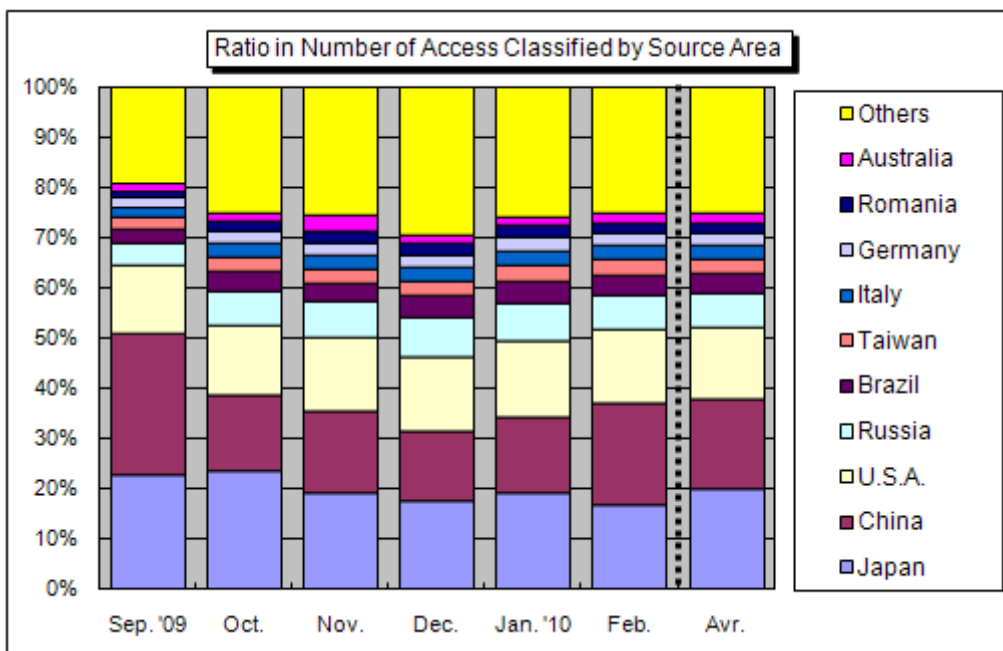 Ratio in Number of Access Classified by Source Area
100%
90%
80%
70%
60%
50%
40%
30%
20%
10%
0%
Sep. '09 Oct. Nov. Dec. Jan. '10 Feb. Avr.
Others
Australia
Romania
Germany
Italy
Taiwan
Brazil
Russia
U.S.A.
China
Japan